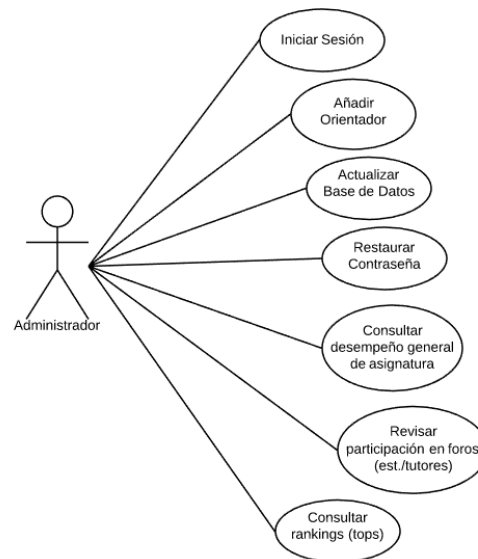 Iniciar Sesión
Añadir
Orientador
Actualizar
Base de Datos
Restaurar
Contraseña
Administrador
Consultar
desempeño general
de asignatura
Revisar
participación en foros
(est./tutores)
Consultar
rankings (tops)